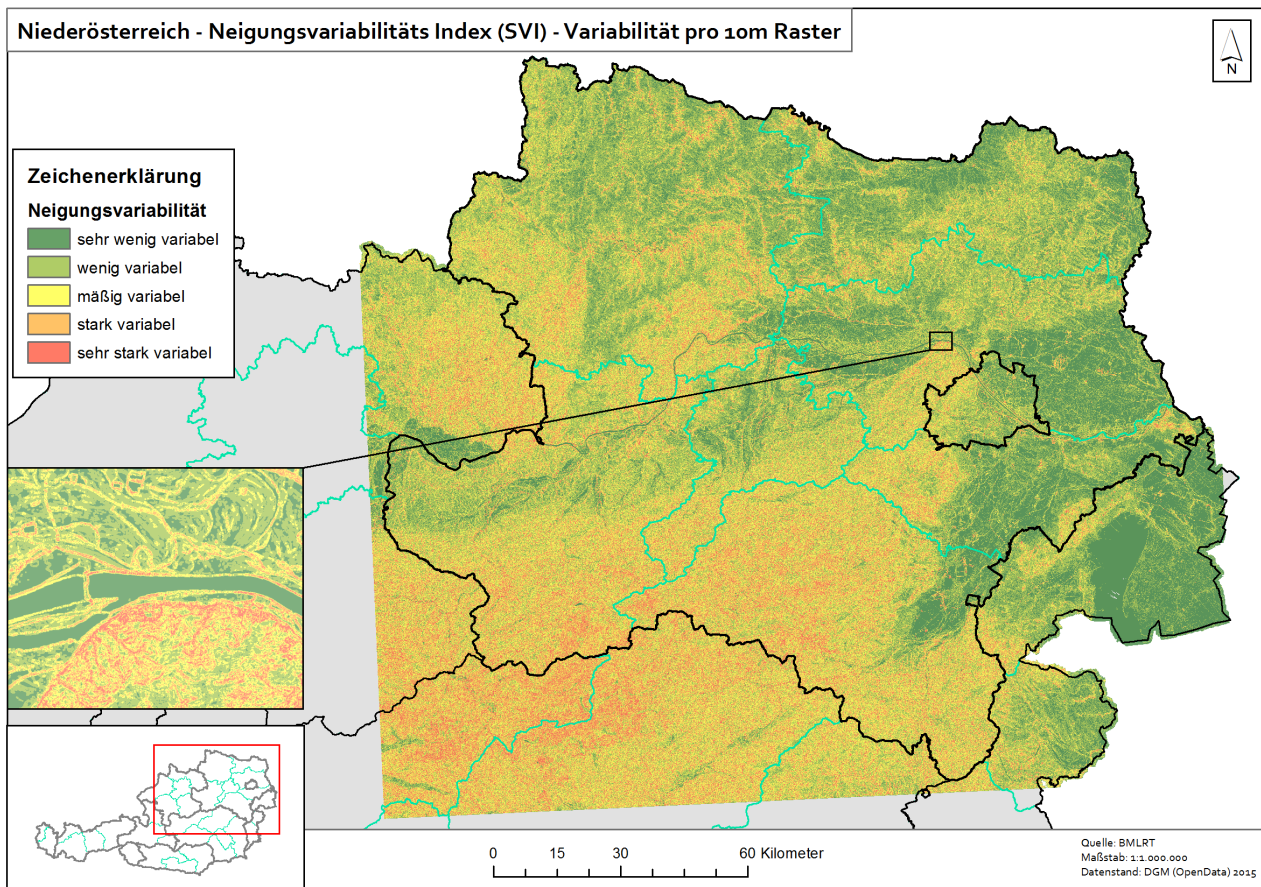 Niederösterreich - Neigungsvariabilitäts Index (SVI) - Variabilität pro 10m Raster
N
Zeichenerklärung
Neigungsvariabilität
sehr wenig variabel
wenig variabel
mäßig variabel
stark variabel
sehr stark variabel
0 15 30 60 Kilometer
Quelle: BMLRT
Maßstab: 1:1.000.000
Datenstand: DGM (OpenData) 2015